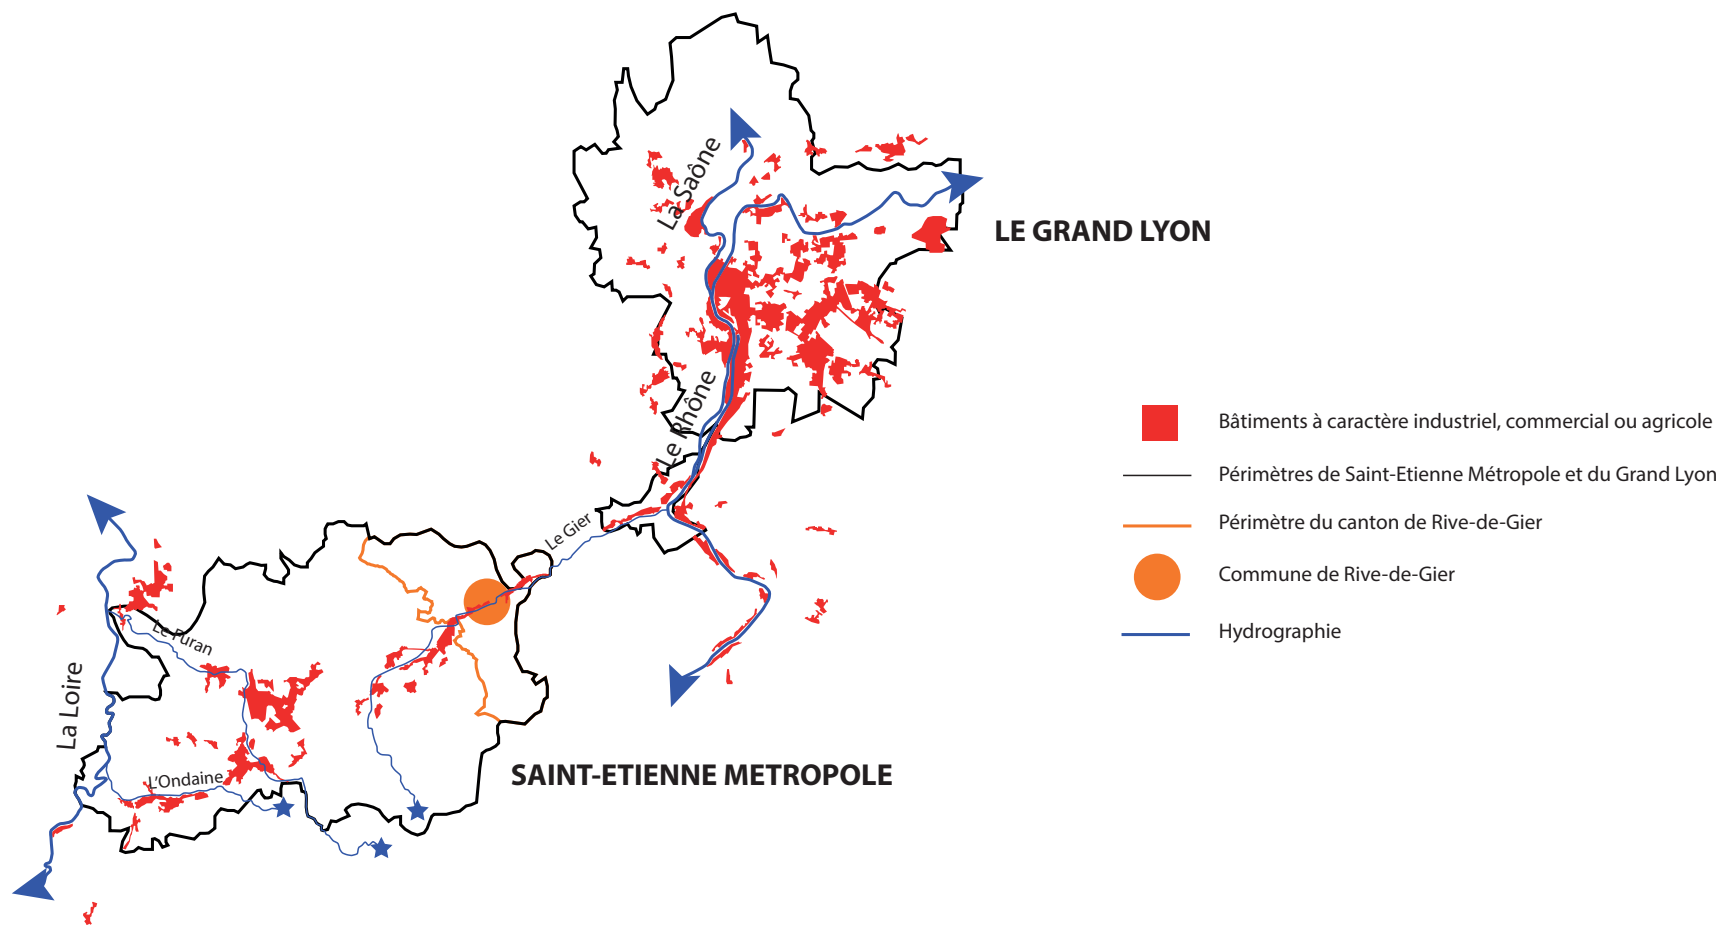 La Saône
LE GRAND LYON
Le Rhône
Bâtiments à caractère industriel, commercial ou agricole
Périmètres de Saint-Etienne Métropole et du Grand Lyon
Périmètre du canton de Rive-de-Gier
Commune de Rive-de-Gier
Hydrographie
Le Gier
Le Furan
La Loire
L'Ondaine
SAINT-ETIENNE METROPOLE